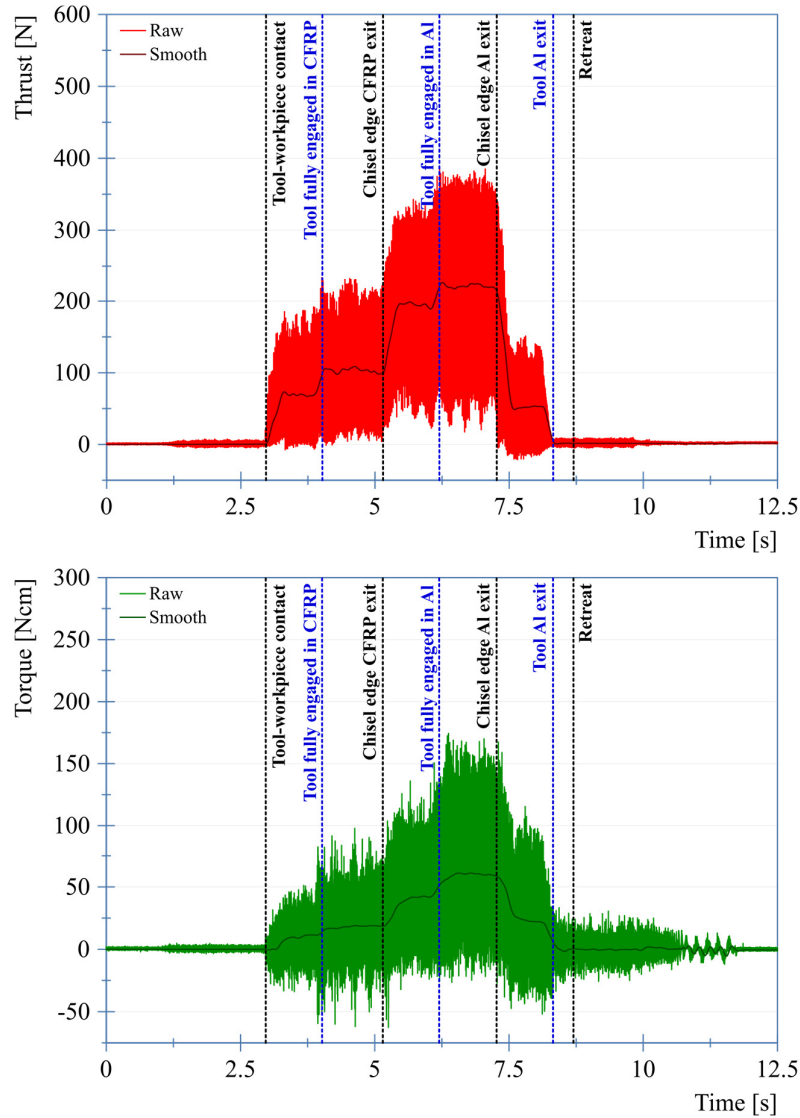 600
500
400
300
200
100
0
Thrust [N]
Raw
Smooth
Tool-workpiece contact
Tool fully engaged in CFRP
Chisel edge CFRP exit
Tool fully engaged in Al
Chisel edge Al exit
Tool Al exit
Retreat
0
2.5
5
7.5
10
12.5
Time [s]
300
250
200
150
100
50
0
-50
Torque [Ncm]
Raw
Smooth
Tool-workpiece contact
Tool fully engaged in CFRP
Chisel edge CFRP exit
Tool fully engaged in Al
Chisel edge Al exit
Tool Al exit
Retreat
0
2.5
5
7.5
10
12.5
Time [s]